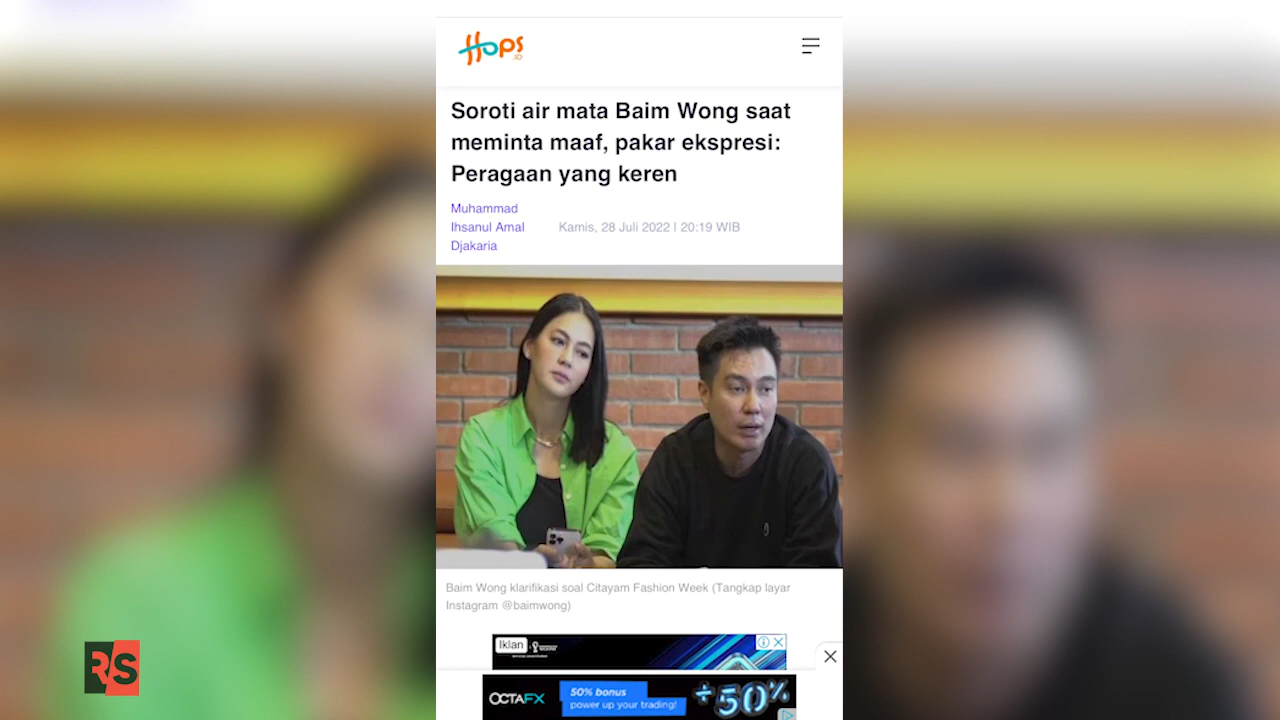 Hops
.ID
Soroti air mata Baim Wong saat
meminta maaf, pakar ekspresi:
Peragaan yang keren
Muhammad
Ihsanul Amal
Djakaria
Kamis, 28 Juli 2022 | 20:19 WIB
Baim Wong klarifikasi soal Citayam Fashion Week (Tangkap layar
Instagram @baimwong)
Iklan
OCTAFX
50% bonus
power up your trading!
÷50%
RS